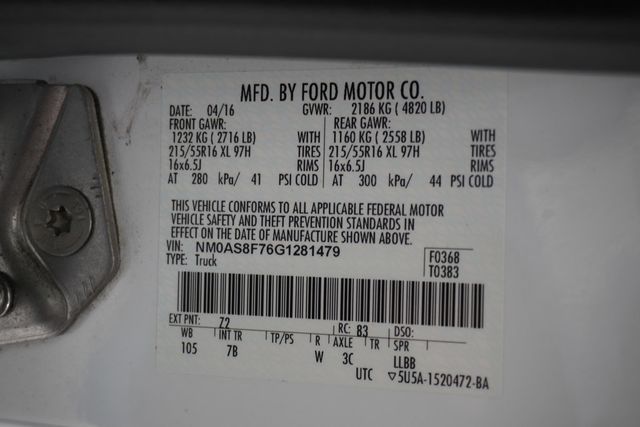 MFD. BY FORD MOTOR CO.
DATE: 04/16 GVWR: 2186 KG ( 4820 LB)
FRONT GAWR: REAR GAWR:
1232 KG ( 2716 LB) WITH 1160 KG ( 2558 LB) WITH
215/55R16 XL 97H TIRES 215/55R16 XL 97H TIRES
16x6.5J RIMS 16x6.5J RIMS
AT 280 kPa/ 41 PSI COLD AT 300 kPa/ 44 PSI COLD
THIS VEHICLE CONFORMS TO ALL APPLICABLE FEDERAL MOTOR
VEHICLE SAFETY AND THEFT PREVENTION STANDARDS IN
EFFECT ON THE DATE OF MANUFACTURE SHOWN ABOVE.
VIN: NM0AS8F76G1281479 F0368
TYPE: Truck T0383
EXT PNT: 72 RC: 83 DSO:
WB INT TR TP/PS R AXLE TR SPR
105 7B W 3C LLBB
UTC ▽5U5A-1520472-BA